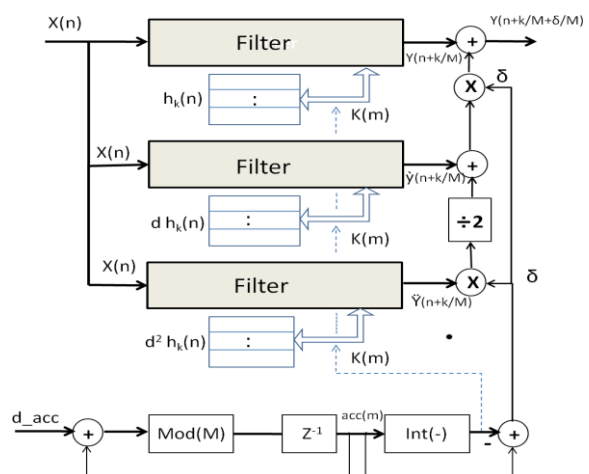 X(n)
Filter
Y(n+k/M)
+
Y(n+k/M+δ/M)
hₖ(n)
:
K(m)
X
δ
X(n)
Filter
ẏ(n+k/M)
+
d hₖ(n)
:
K(m)
÷2
X(n)
Filter
Ÿ(n+k/M)
X
δ
d² hₖ(n)
:
K(m)
d_acc
+
Mod(M)
Z⁻¹
acc(m)
Int(-)
-
+